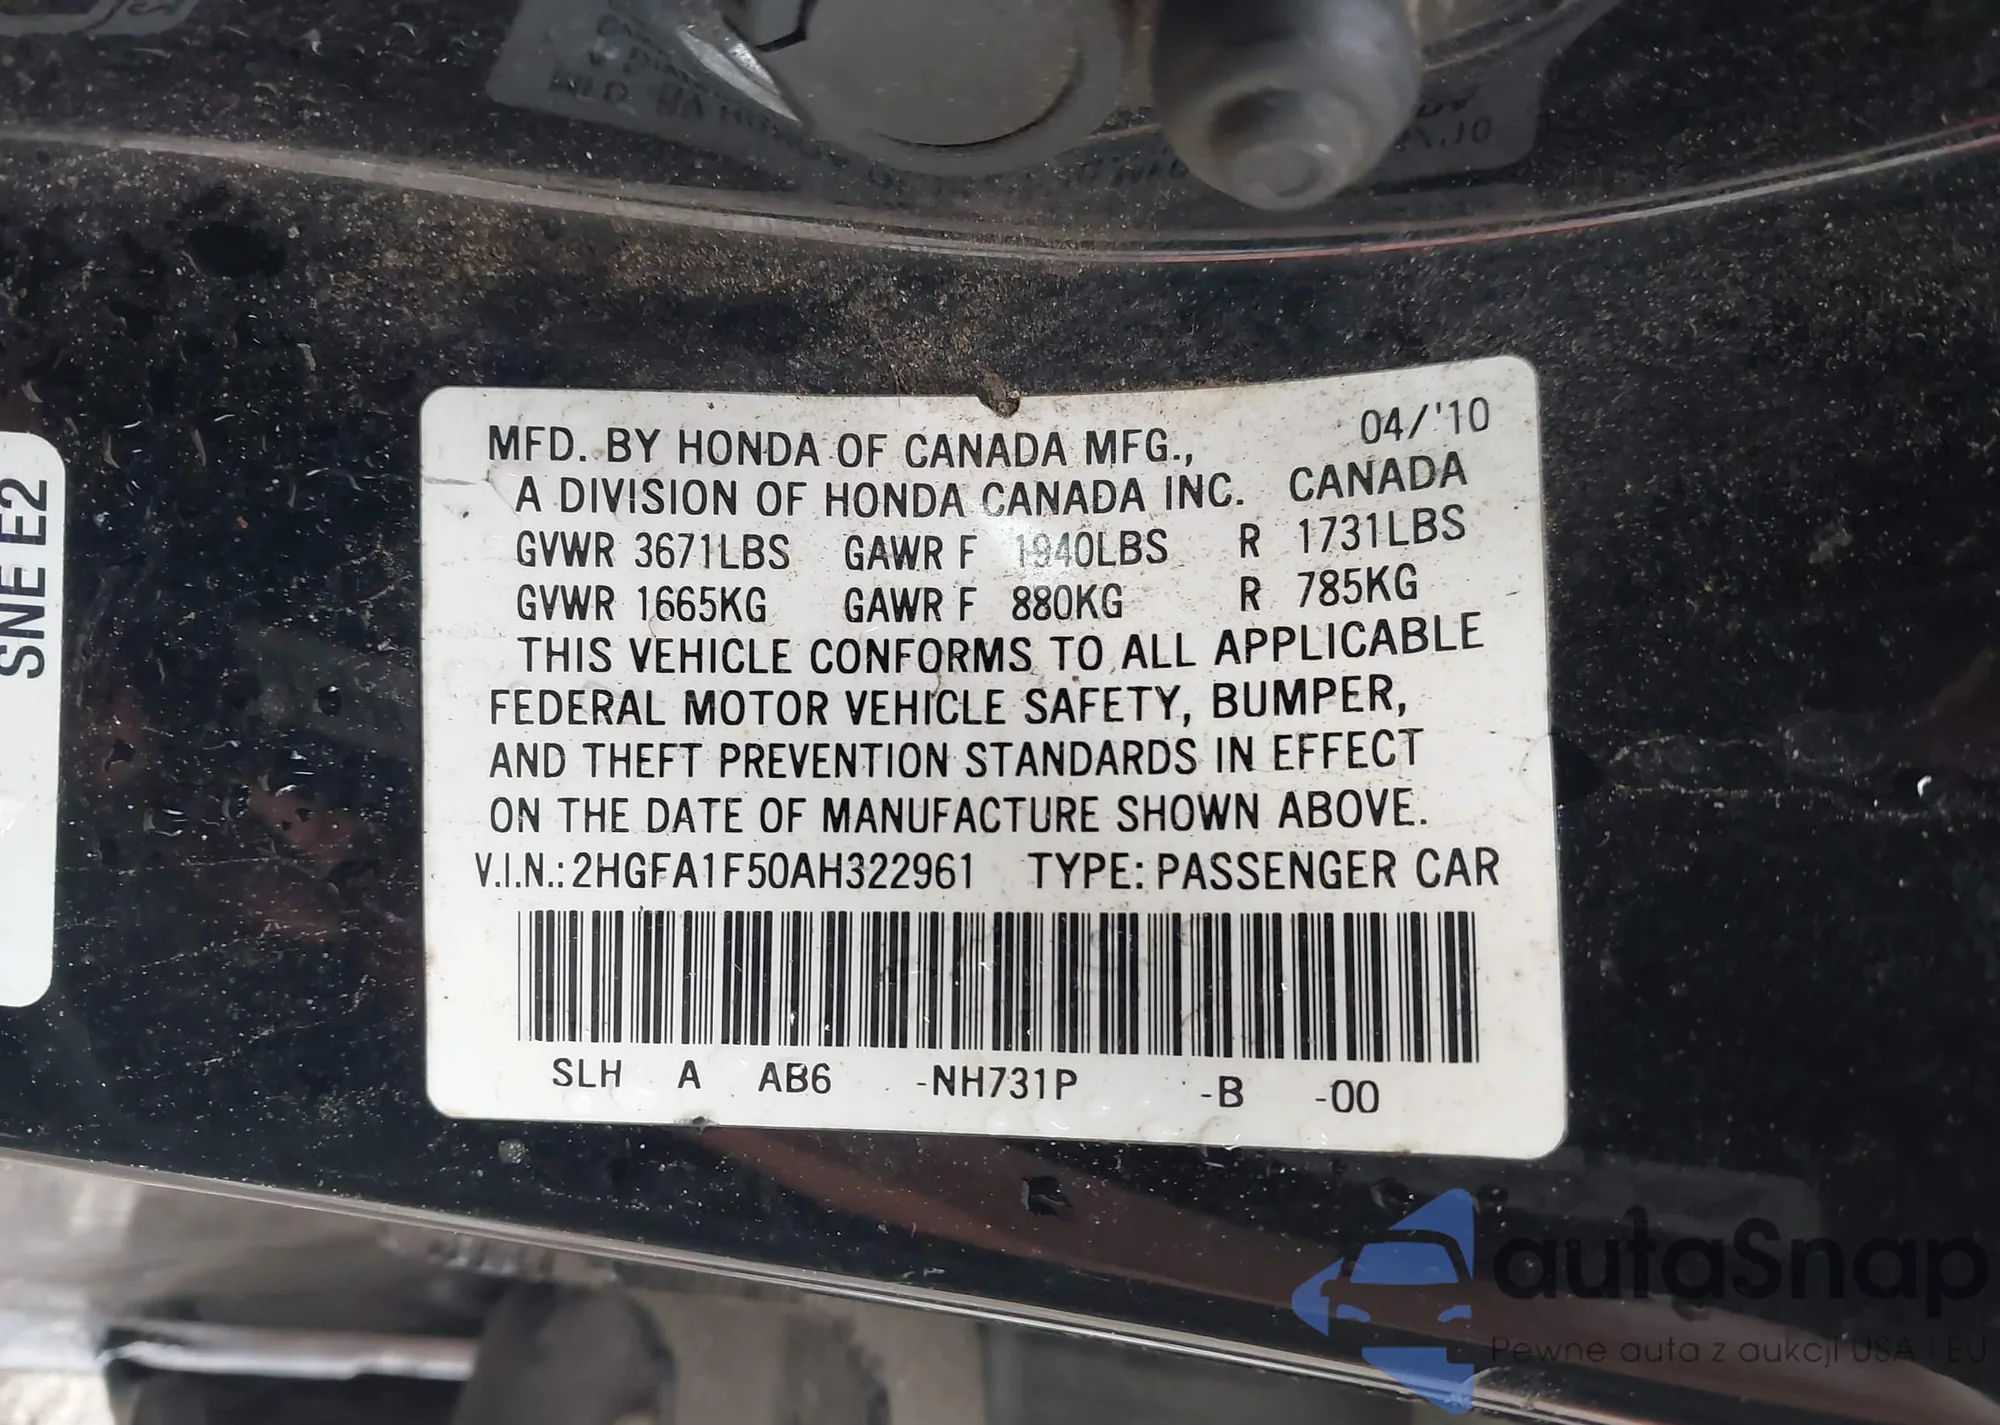 04/'10
MFD. BY HONDA OF CANADA MFG.,
A DIVISION OF HONDA CANADA INC. CANADA
GVWR 3671LBS GAWR F 1940LBS R 1731LBS
GVWR 1665KG GAWR F 880KG R 785KG
THIS VEHICLE CONFORMS TO ALL APPLICABLE
FEDERAL MOTOR VEHICLE SAFETY, BUMPER,
AND THEFT PREVENTION STANDARDS IN EFFECT
ON THE DATE OF MANUFACTURE SHOWN ABOVE.
V.I.N.: 2HGFA1F50AH322961 TYPE: PASSENGER CAR
SLH A AB6 -NH731P -B -00
SNE E2
autaSnap
Pewne auta z aukcji USA i EU